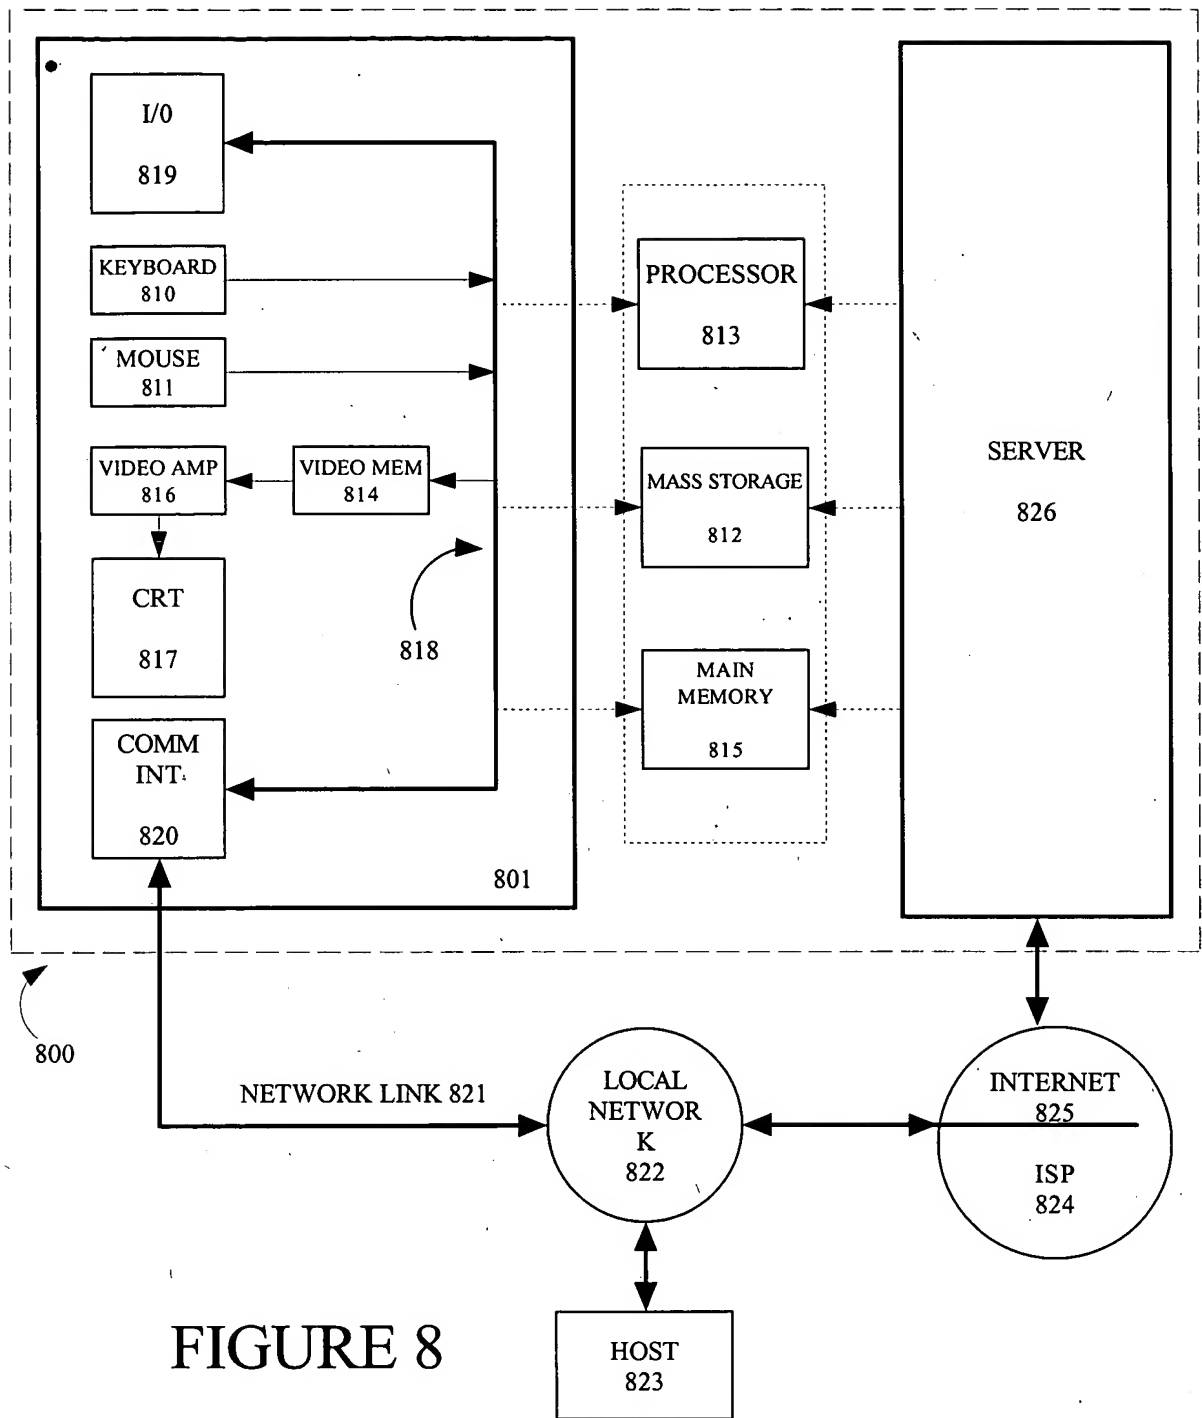 I/0
819
KEYBOARD
810
MOUSE
811
VIDEO AMP
816
VIDEO MEM
814
CRT
817
818
COMM
INT.
820
801
PROCESSOR
813
MASS STORAGE
812
MAIN
MEMORY
815
SERVER
826
800
NETWORK LINK 821
LOCAL
NETWOR
K
822
INTERNET
825
ISP
824
HOST
823
FIGURE 8